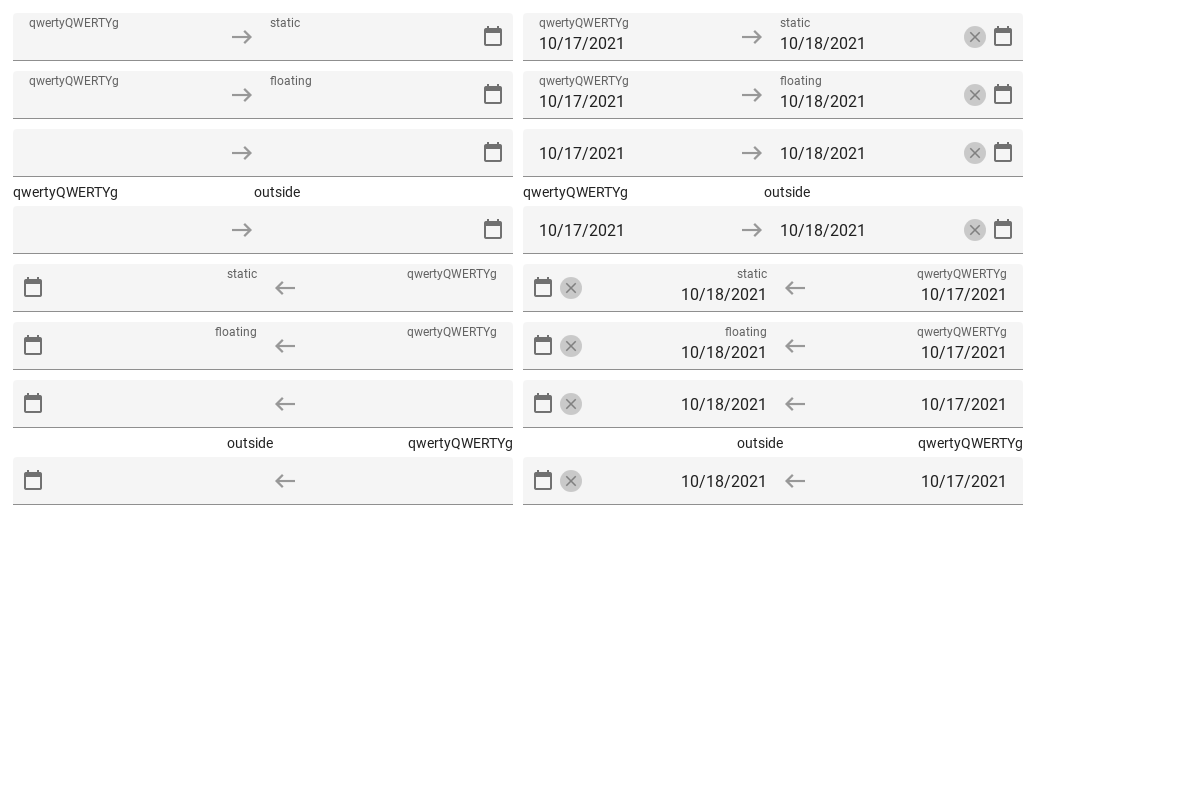 qwertyQWERTYg static qwertyQWERTYg static
10/17/2021 10/18/2021
qwertyQWERTYg floating qwertyQWERTYg floating
10/17/2021 10/18/2021
10/17/2021 10/18/2021
qwertyQWERTYg outside qwertyQWERTYg outside
10/17/2021 10/18/2021
static qwertyQWERTYg static qwertyQWERTYg
10/18/2021 10/17/2021
floating qwertyQWERTYg floating qwertyQWERTYg
10/18/2021 10/17/2021
10/18/2021 10/17/2021
outside qwertyQWERTYg outside qwertyQWERTYg
10/18/2021 10/17/2021